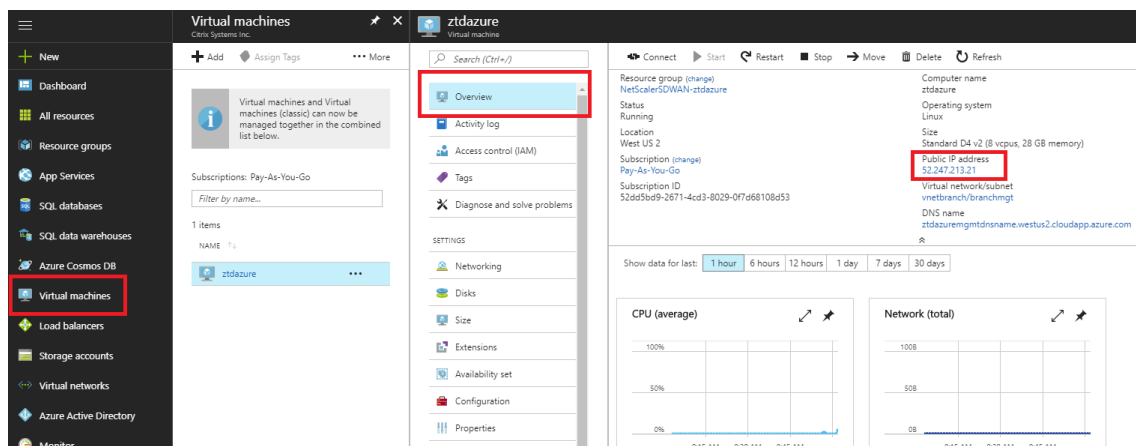 New
Dashboard
All resources
Resource groups
App Services
SQL databases
SQL data warehouses
Azure Cosmos DB
Virtual machines
Load balancers
Storage accounts
Virtual networks
Azure Active Directory
Monitor
Virtual machines
Citrix Systems Inc.
Add Assign Tags ••• More
Virtual machines and Virtual
machines (classic) can now be
managed together in the combined
list below.
Subscriptions: Pay-As-You-Go
Filter by name...
1 items
NAME
ztdazure •••
ztdazure
Virtual machine
Search (Ctrl+/)
Overview
Activity log
Access control (IAM)
Tags
Diagnose and solve problems
SETTINGS
Networking
Disks
Size
Extensions
Availability set
Configuration
Properties
Connect Start Restart Stop Move Delete Refresh
Resource group (change)
NetScalerSDWAN-ztdazure
Status
Running
Location
West US 2
Subscription (change)
Pay-As-You-Go
Subscription ID
52dd5bd9-2671-4cd3-8029-0f7d68108d53
Computer name
ztdazure
Operating system
Linux
Size
Standard D4 v2 (8 vcpus, 28 GB memory)
Public IP address
52.247.213.21
Virtual network/subnet
vnetbranch/branchmgt
DNS name
ztdazuremgmtdnsname.westus2.cloudapp.azure.com
Show data for last: 1 hour 6 hours 12 hours 1 day 7 days 30 days
CPU (average)
100%
50%
0%
Network (total)
100B
50B
0B